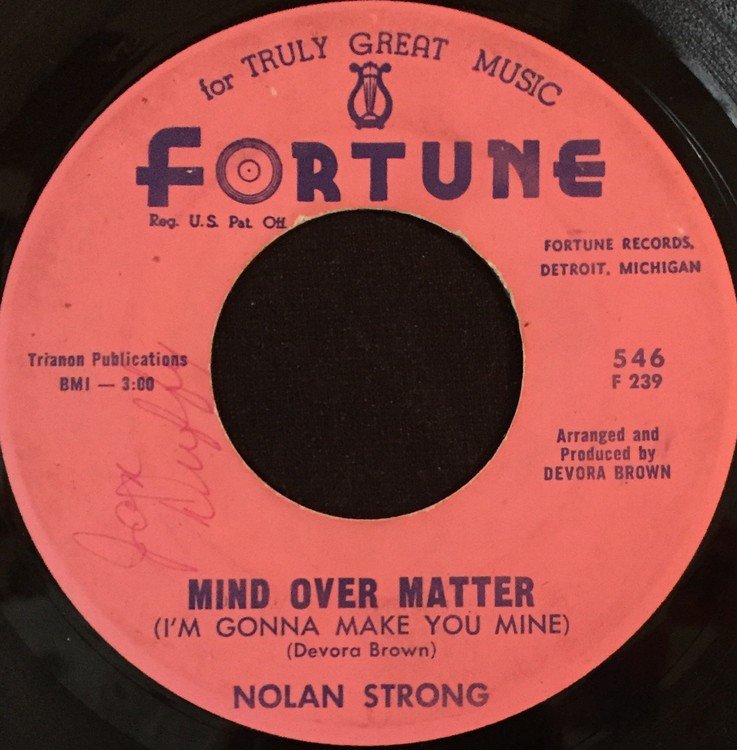 for TRULY GREAT MUSIC
FORTUNE
Reg. U.S. Pat. Off.
FORTUNE RECORDS,
DETROIT, MICHIGAN
Trianon Publications
BMI — 3:00
546
F 239
Arranged and
Produced by
DEVORA BROWN
Duffy
MIND OVER MATTER
(I'M GONNA MAKE YOU MINE)
(Devora Brown)
NOLAN STRONG